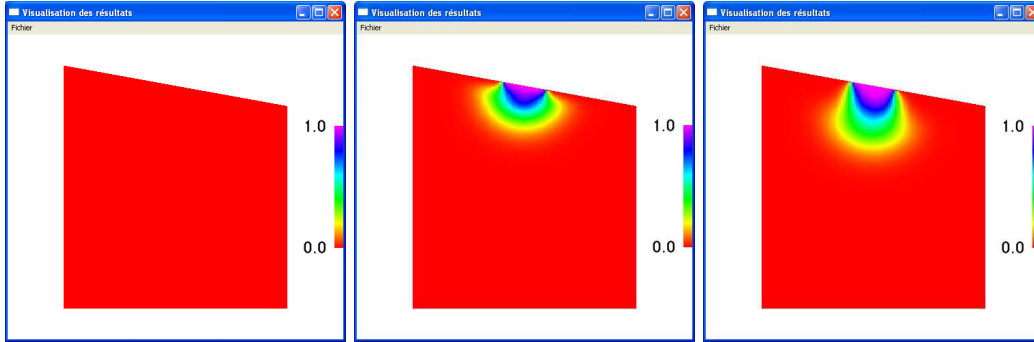 Visualisation des résultats
Fichier
1.0
0.0
Visualisation des résultats
Fichier
1.0
0.0
Visualisation des résultats
Fichier
1.0
0.0